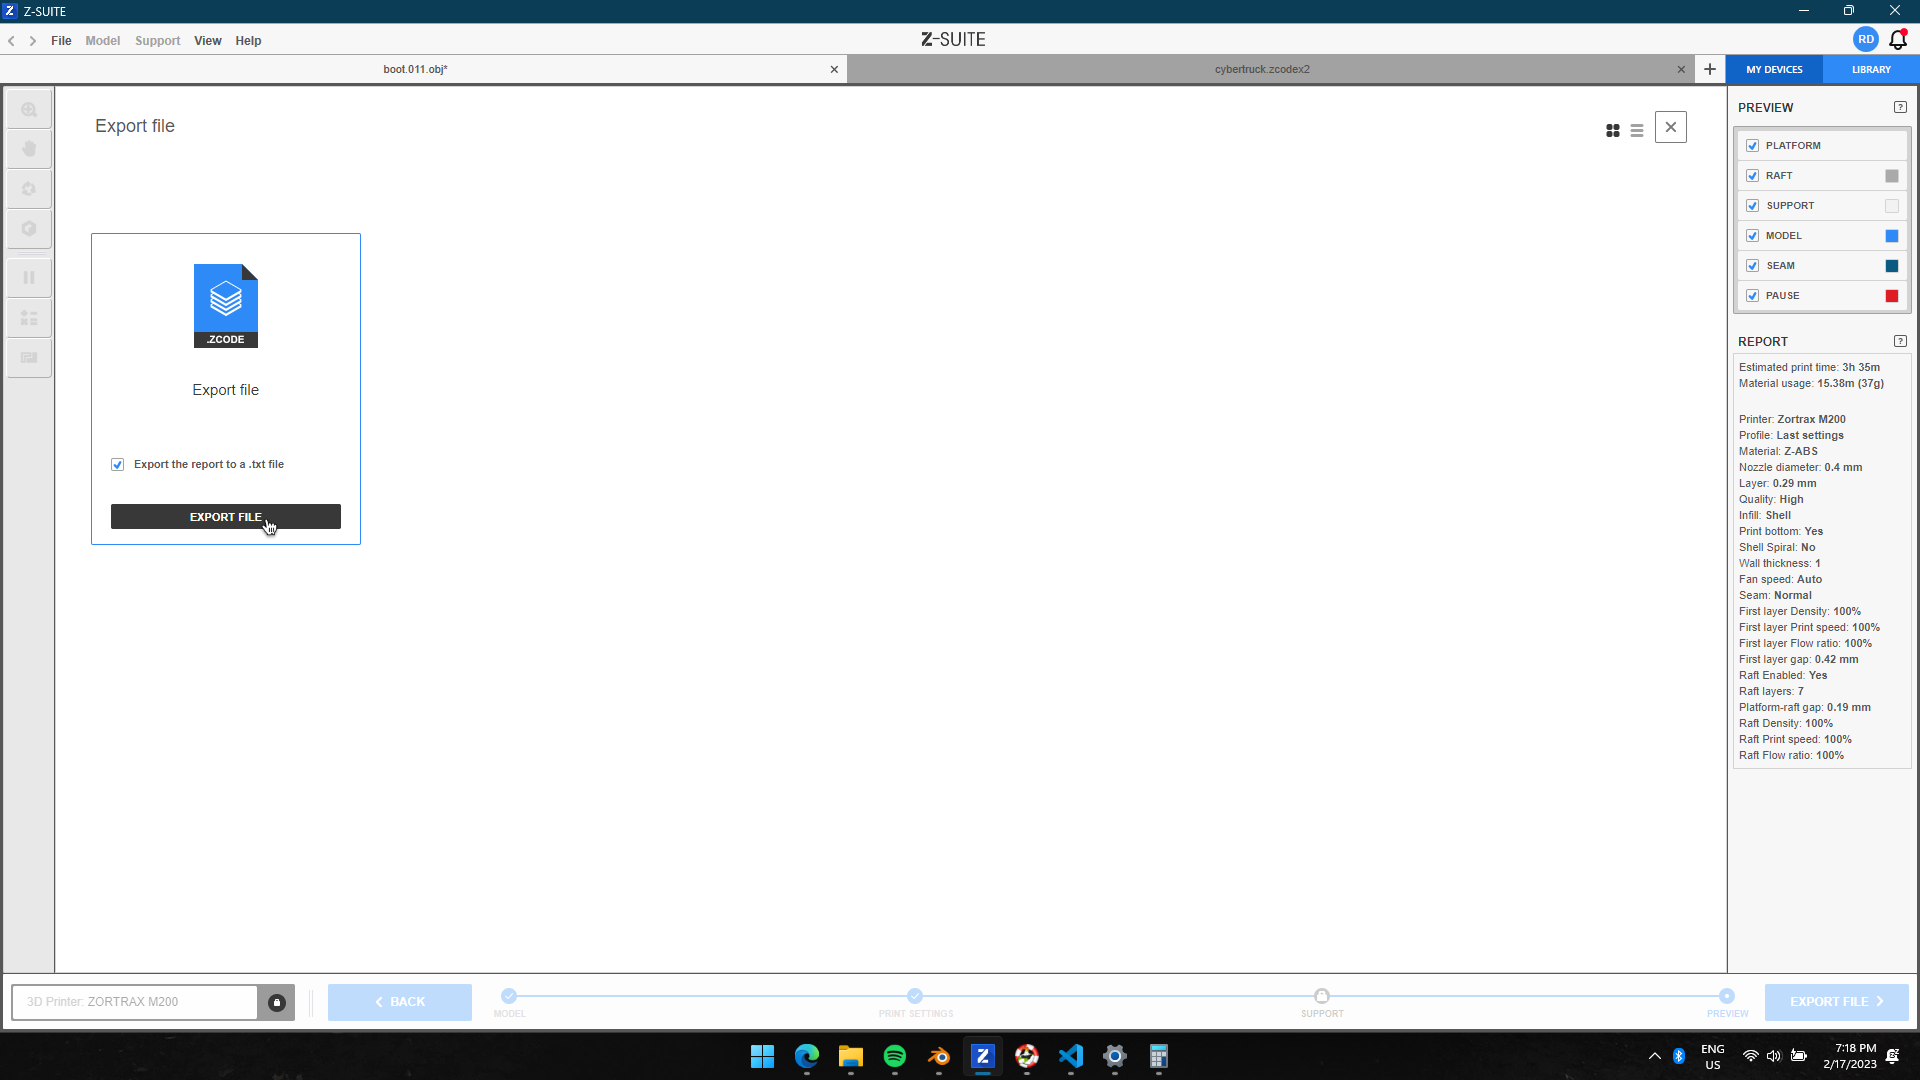 Z-SUITE
File Model Support View Help
Z-SUITE
RD
boot.011.obj*
cybertruck.zcodex2
MY DEVICES
LIBRARY
Export file
.ZCODE
Export file
Export the report to a .txt file
EXPORT FILE
PREVIEW ?
PLATFORM
RAFT
SUPPORT
MODEL
SEAM
PAUSE
REPORT ?
Estimated print time: 3h 35m
Material usage: 15.38m (37g)
Printer: Zortrax M200
Profile: Last settings
Material: Z-ABS
Nozzle diameter: 0.4 mm
Layer: 0.29 mm
Quality: High
Infill: Shell
Print bottom: Yes
Shell Spiral: No
Wall thickness: 1
Fan speed: Auto
Seam: Normal
First layer Density: 100%
First layer Print speed: 100%
First layer Flow ratio: 100%
First layer gap: 0.42 mm
Raft Enabled: Yes
Raft layers: 7
Platform-raft gap: 0.19 mm
Raft Density: 100%
Raft Print speed: 100%
Raft Flow ratio: 100%
3D Printer: ZORTRAX M200
BACK
MODEL
PRINT SETTINGS
SUPPORT
PREVIEW
EXPORT FILE
ENG
US
7:18 PM
2/17/2023